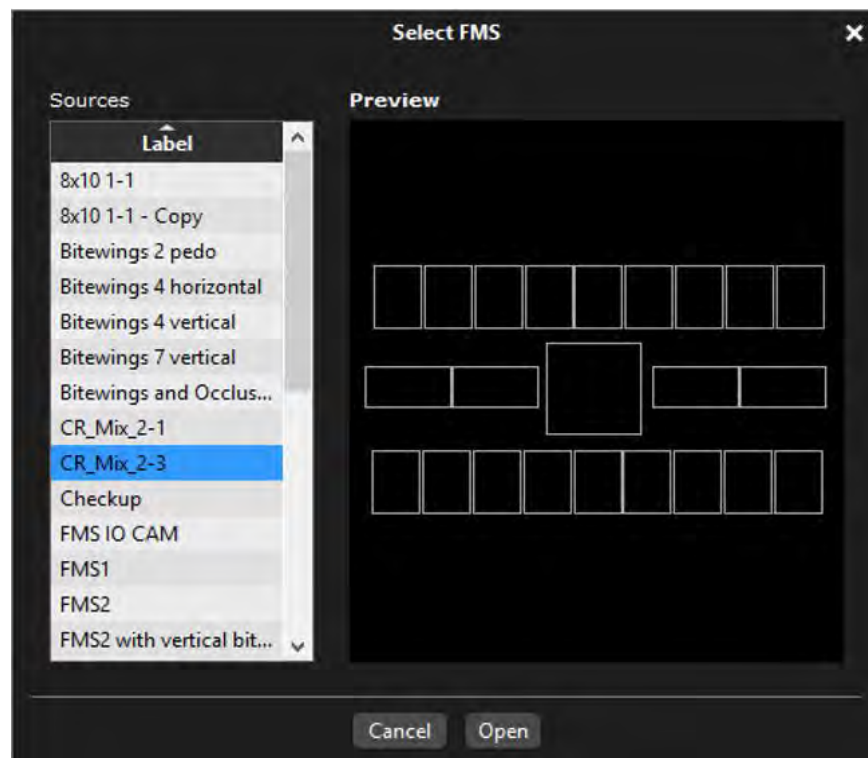 Select FMS
Sources
Preview
Label
8x10 1-1
8x10 1-1 - Copy
Bitewings 2 pedo
Bitewings 4 horizontal
Bitewings 4 vertical
Bitewings 7 vertical
Bitewings and Occlus...
CR_Mix_2-1
CR_Mix_2-3
Checkup
FMS IO CAM
FMS1
FMS2
FMS2 with vertical bit...
Cancel
Open